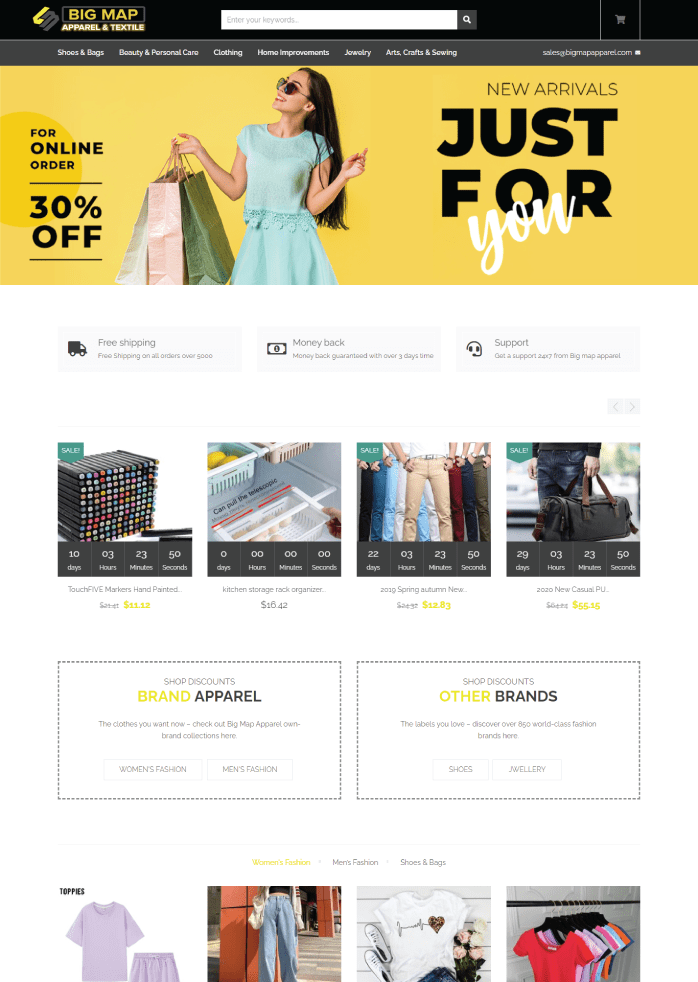 BIG MAP
APPAREL & TEXTILE
Enter your keywords..
Shoes & Bags Beauty & Personal Care Clothing Home Improvements Jewelry Arts, Crafts & Sewing sales@bigmapapparel.com
FOR
ONLINE
ORDER
30%
OFF
NEW ARRIVALS
JUST
FOR
you
Free shipping
Free Shipping on all orders over 5000
Money back
Money back guaranteed with over 3 days time
Support
Get a support 24x7 from Big map apparel
SALE!
Can pull the telescopic
SALE!
SALE!
10 03 23 50
days Hours Minutes Seconds
0 00 00 00
days Hours Minutes Seconds
22 03 23 50
days Hours Minutes Seconds
29 03 23 50
days Hours Minutes Seconds
TouchFIVE Markers Hand Painted...
$21.41 $11.12
kitchen storage rack organizer...
$16.42
2019 Spring autumn New...
$24.37 $12.83
2020 New Casual PU...
$55.15
SHOP DISCOUNTS
BRAND APPAREL
The clothes you want now – check out Big Map Apparel own-
brand collections here
WOMEN'S FASHION MEN'S FASHION
SHOP DISCOUNTS
OTHER BRANDS
The labels you love – discover over 850 world-class fashion
brands here
SHOES JWELLERY
Women's Fashion Men's Fashion Shoes & Bags
TOPPIES